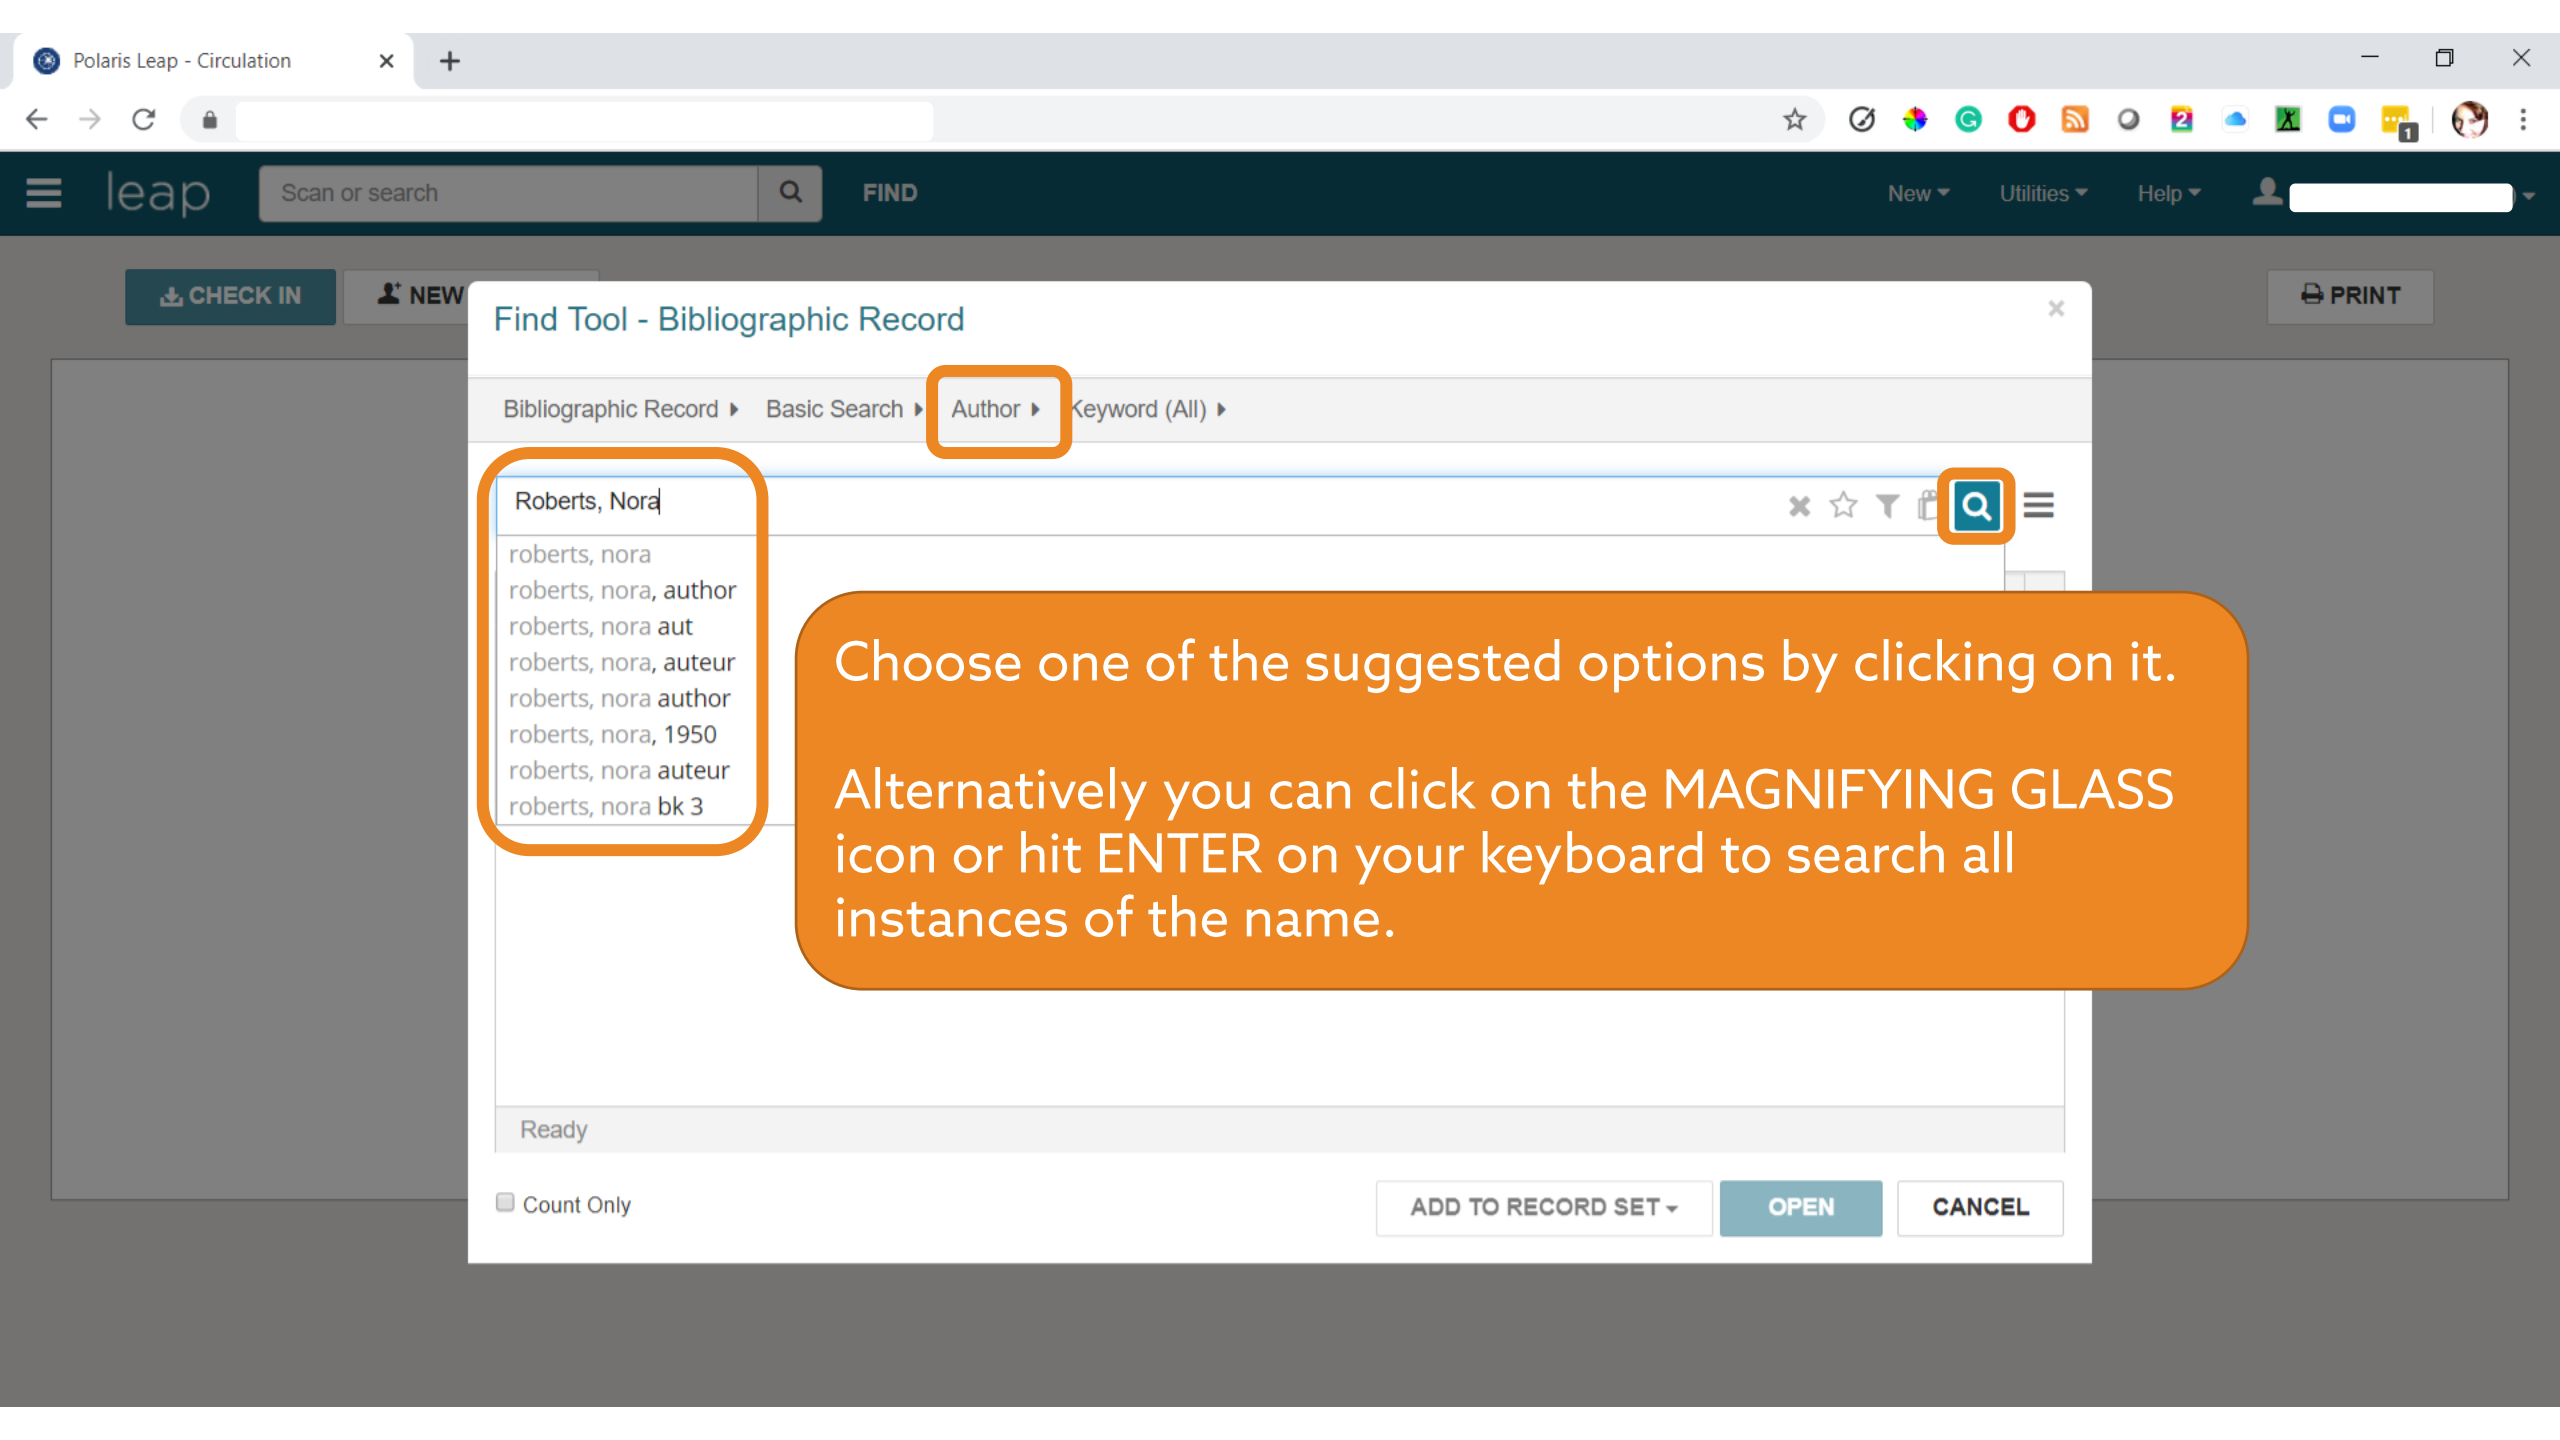 Polaris Leap - Circulation
1
leap
Scan or search
FIND
New
Utilities
Help
CHECK IN
NEW
PRINT
Find Tool - Bibliographic Record
Bibliographic Record
Basic Search
Author
Keyword (All)
Roberts, Nora
roberts, nora
roberts, nora, author
roberts, nora aut
roberts, nora, auteur
roberts, nora author
roberts, nora, 1950
roberts, nora auteur
roberts, nora bk 3
Choose one of the suggested options by clicking on it.
Alternatively you can click on the MAGNIFYING GLASS
icon or hit ENTER on your keyboard to search all
instances of the name.
Ready
Count Only
ADD TO RECORD SET
OPEN
CANCEL